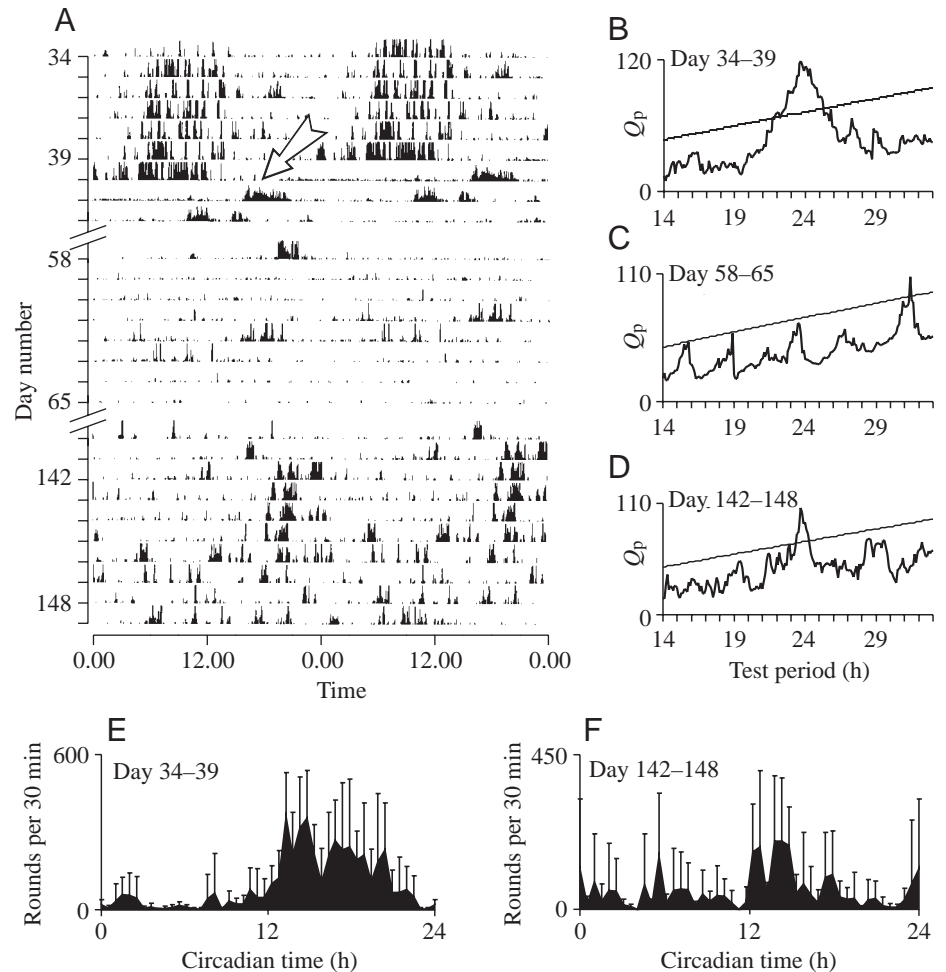 A
34
39
58
65
142
148
Day number
0.00 12.00 0.00 12.00 0.00
Time
B
Day 34–39
120
Qp
0
14 19 24 29
C
Day 58–65
110
Qp
0
14 19 24 29
D
Day 142–148
110
Qp
0
14 19 24 29
Test period (h)
E
Day 34–39
600
Rounds per 30 min
0
0 12 24
Circadian time (h)
F
Day 142–148
450
Rounds per 30 min
0
0 12 24
Circadian time (h)